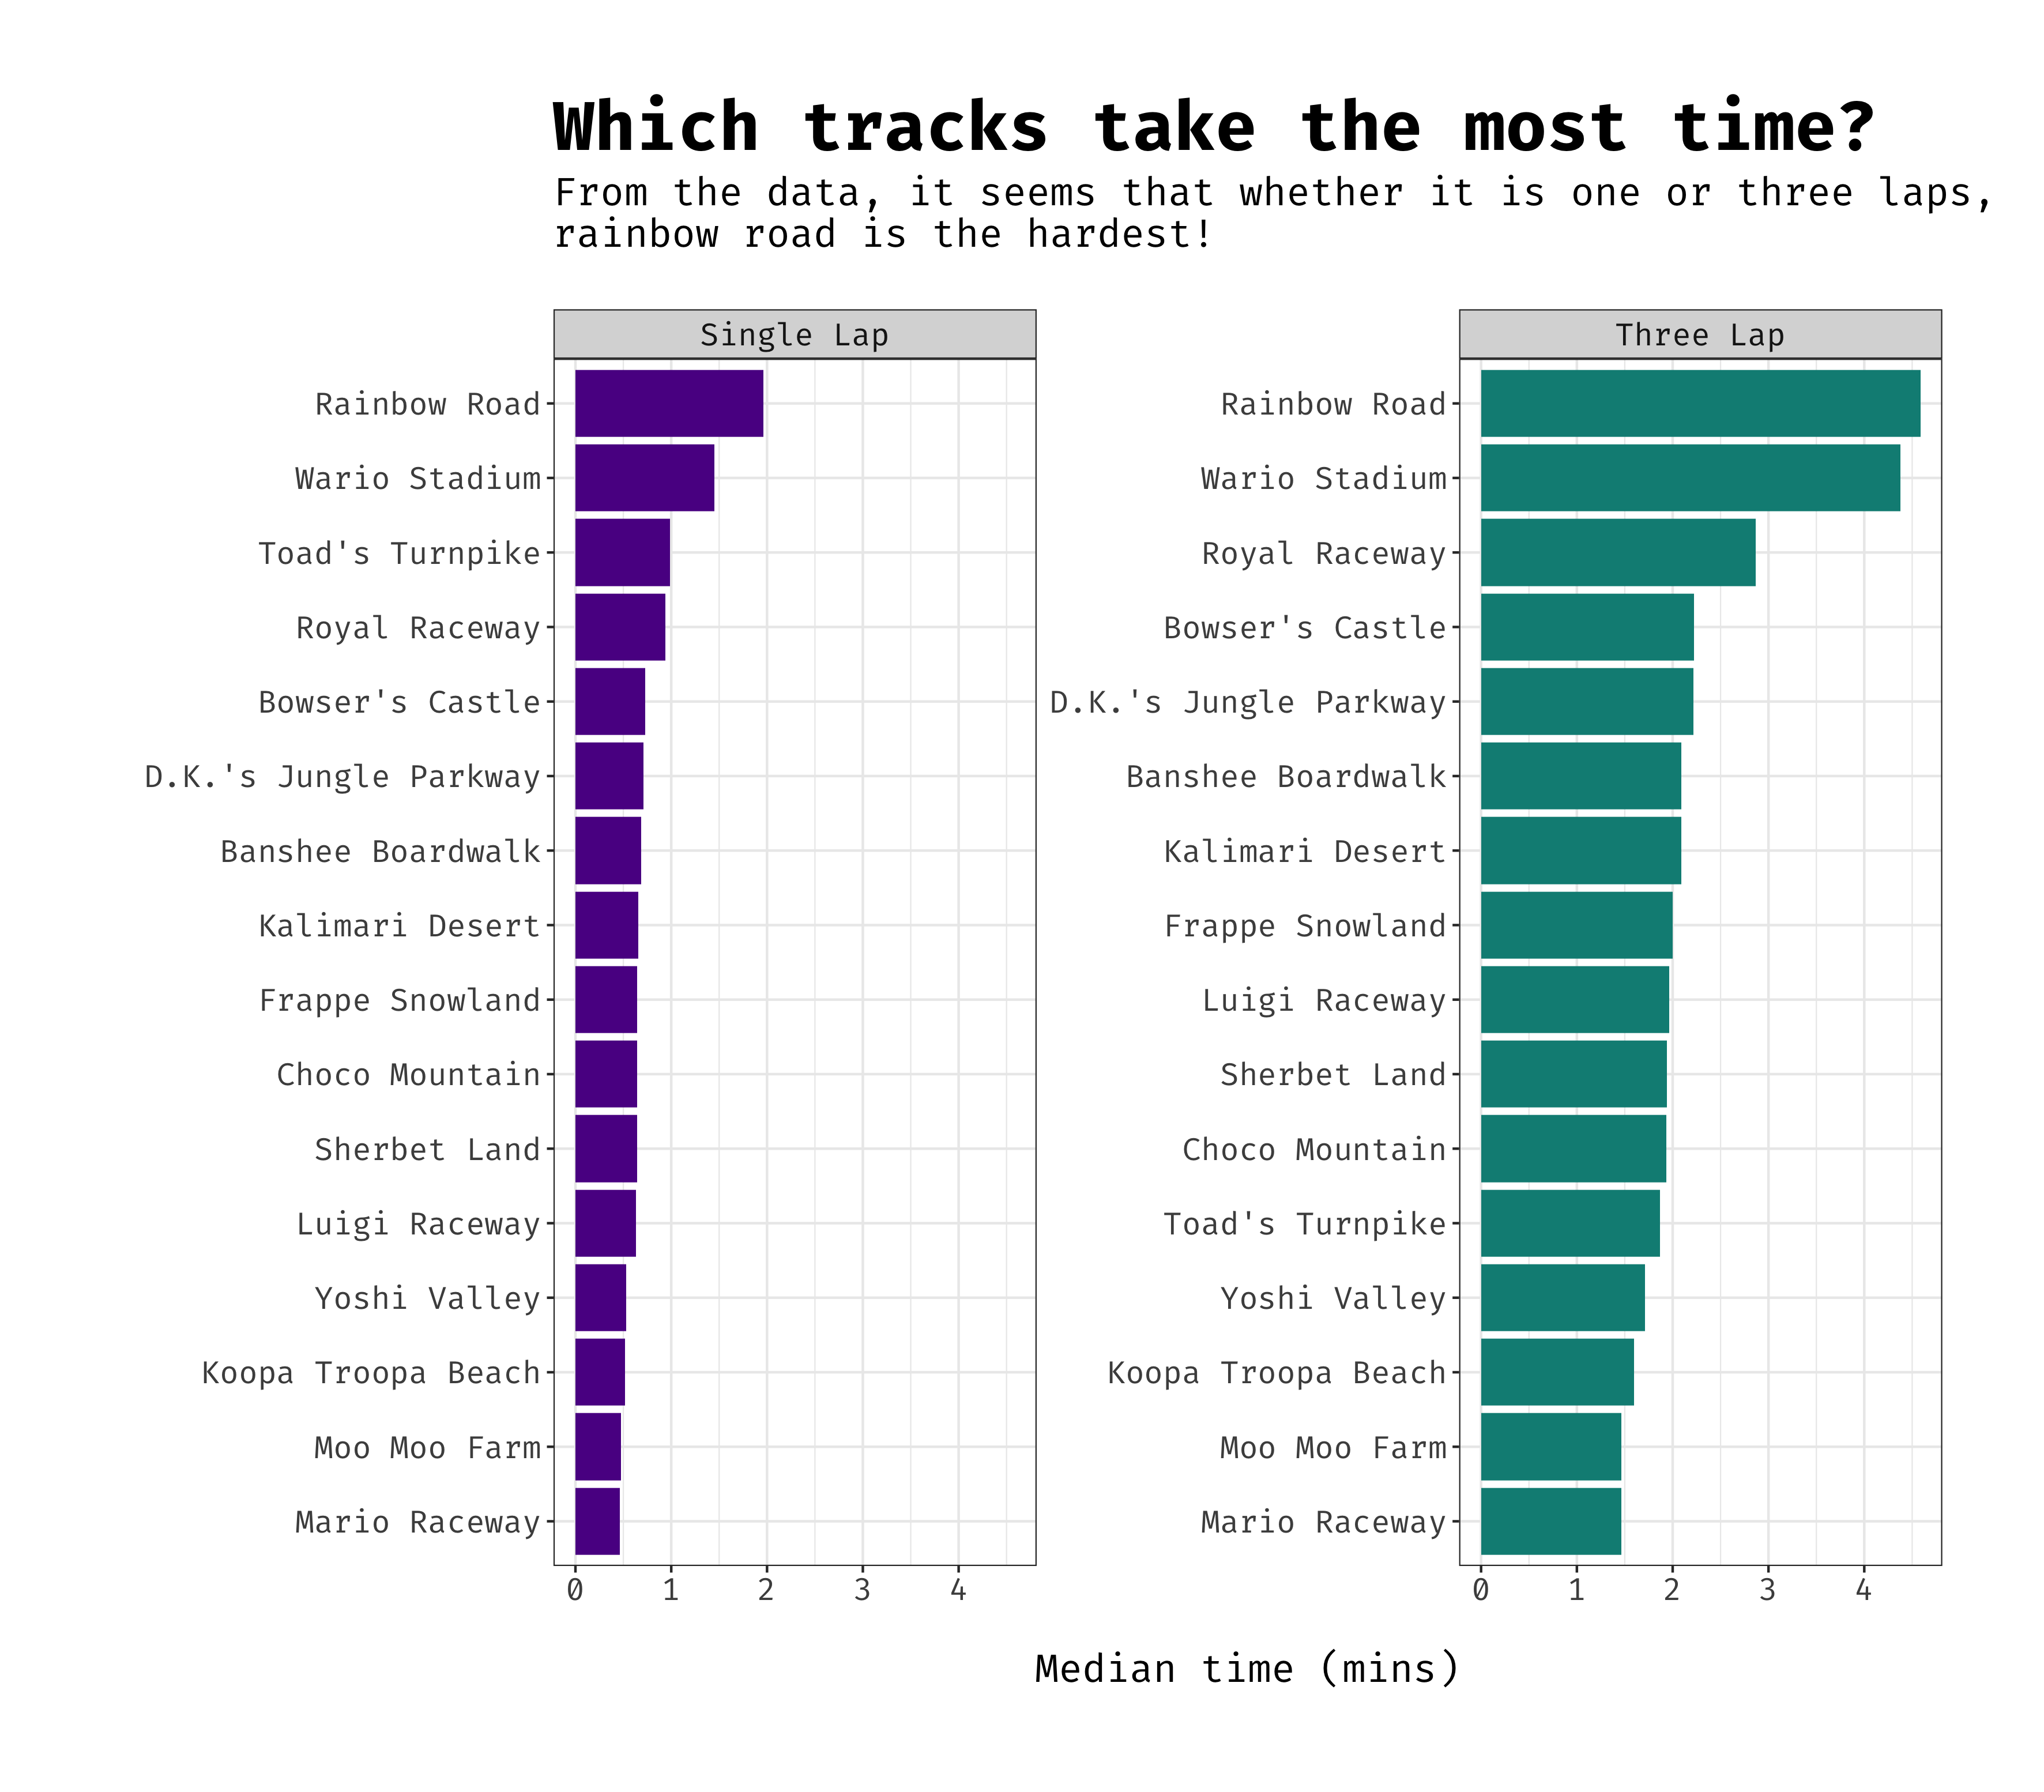 Which tracks take the most time?
From the data, it seems that whether it is one or three laps,
rainbow road is the hardest!
Single Lap
Rainbow Road
Wario Stadium
Toad's Turnpike
Royal Raceway
Bowser's Castle
D.K.'s Jungle Parkway
Banshee Boardwalk
Kalimari Desert
Frappe Snowland
Choco Mountain
Sherbet Land
Luigi Raceway
Yoshi Valley
Koopa Troopa Beach
Moo Moo Farm
Mario Raceway
0 1 2 3 4
Three Lap
Rainbow Road
Wario Stadium
Royal Raceway
Bowser's Castle
D.K.'s Jungle Parkway
Banshee Boardwalk
Kalimari Desert
Frappe Snowland
Luigi Raceway
Sherbet Land
Choco Mountain
Toad's Turnpike
Yoshi Valley
Koopa Troopa Beach
Moo Moo Farm
Mario Raceway
0 1 2 3 4
Median time (mins)